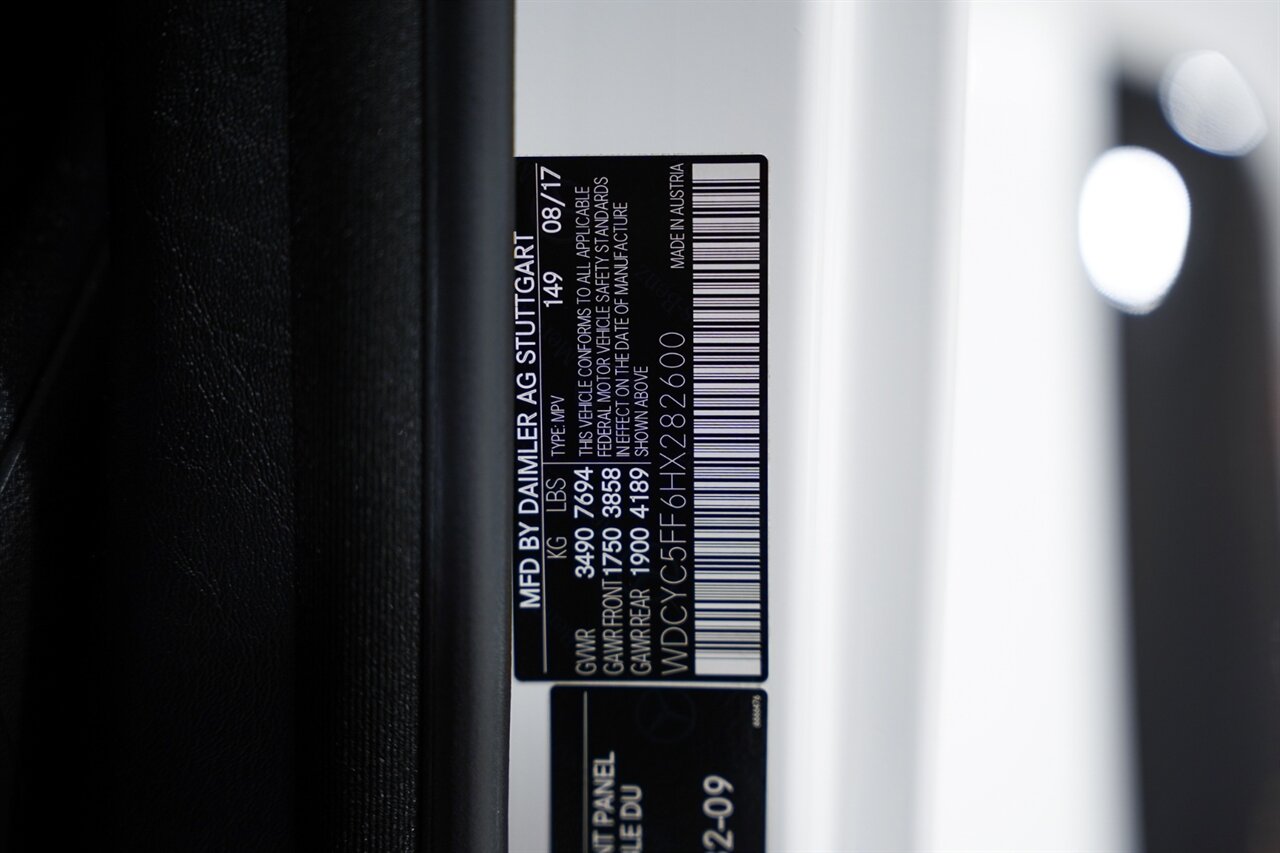 MFD BY DAIMLER AG STUTTGART
KG LBS TYPE: MPV 149 08/17
GVWR 3490 7694
GAWR FRONT 1750 3858
GAWR REAR 1900 4189
THIS VEHICLE CONFORMS TO ALL APPLICABLE
FEDERAL MOTOR VEHICLE SAFETY STANDARDS
IN EFFECT ON THE DATE OF MANUFACTURE
SHOWN ABOVE
MADE IN AUSTRIA
WDCYC5FF6HX282600
NT PANEL
LE DU
2-09